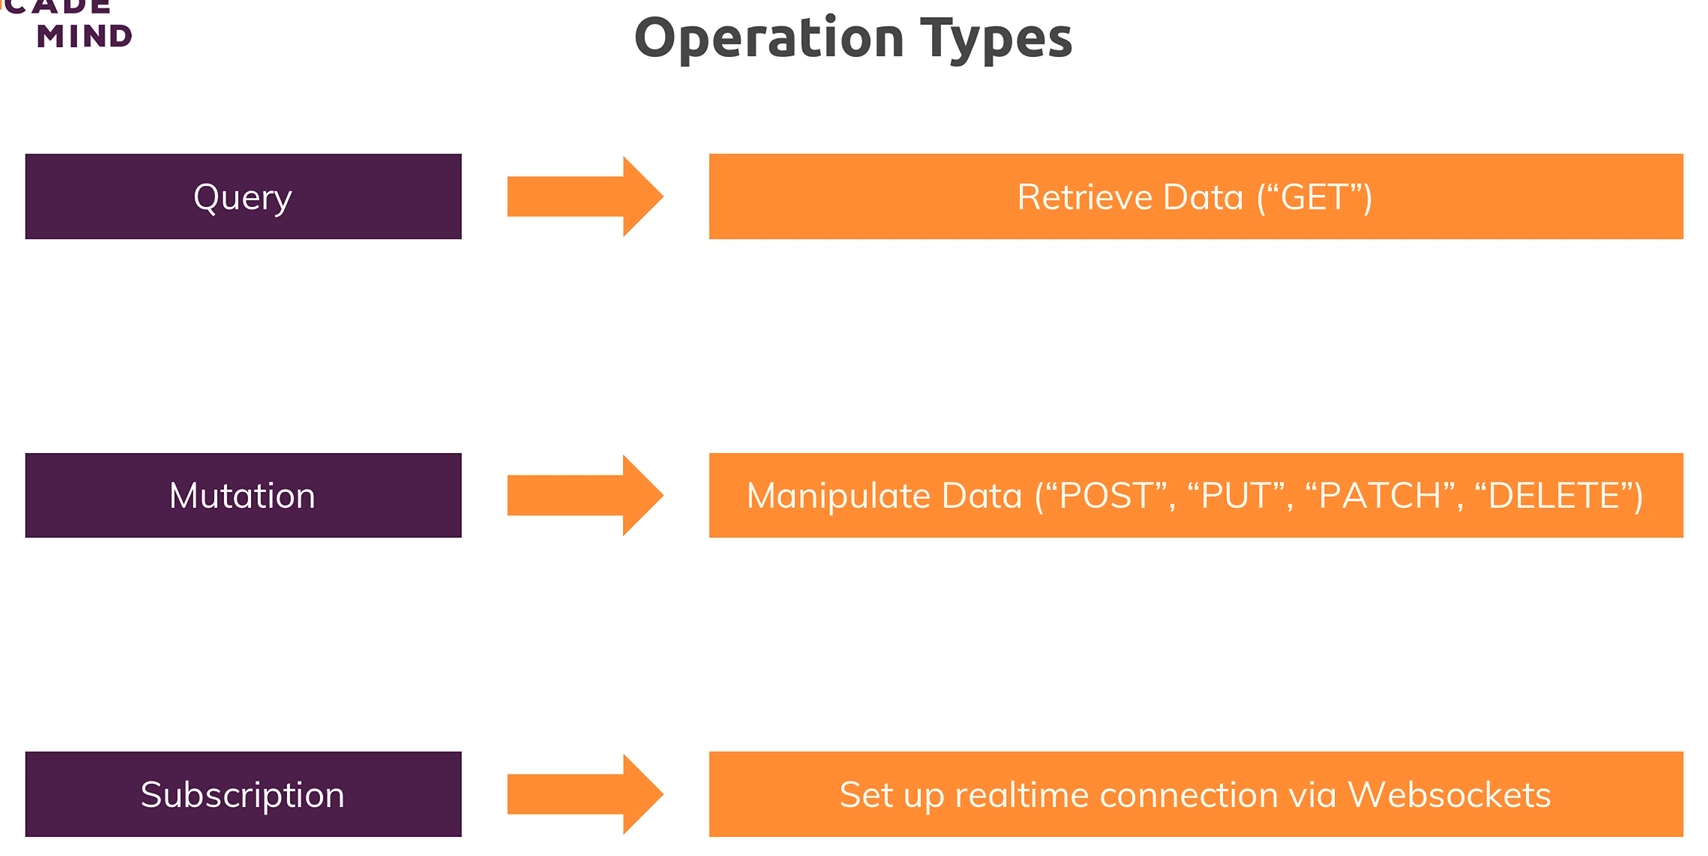 CADE
MIND
Operation Types
Query
Retrieve Data (“GET”)
Mutation
Manipulate Data (“POST”, “PUT”, “PATCH”, “DELETE”)
Subscription
Set up realtime connection via Websockets